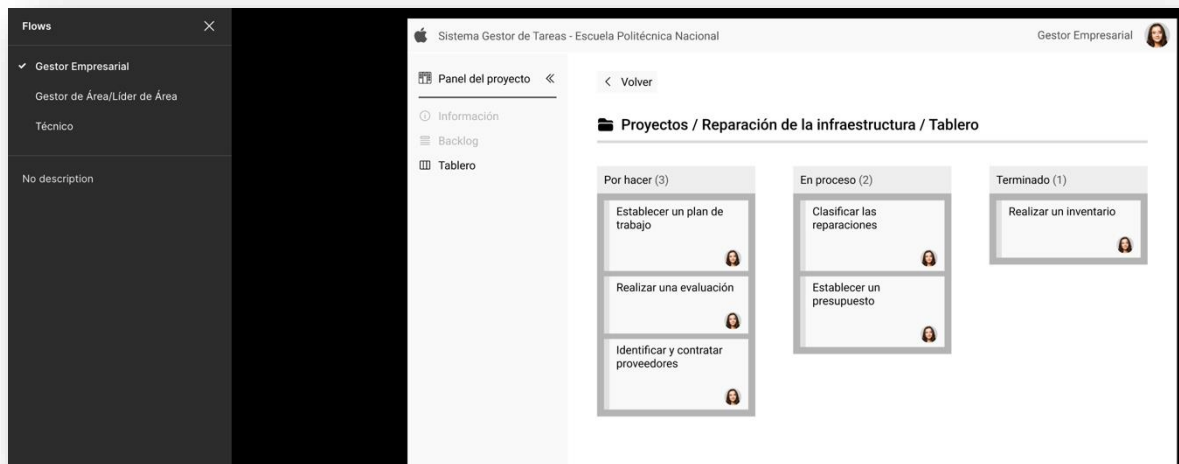 Flows
Gestor Empresarial
Gestor de Área/Líder de Área
Técnico
No description
Sistema Gestor de Tareas - Escuela Politécnica Nacional
Gestor Empresarial
Panel del proyecto
Información
Backlog
Tablero
Volver
Proyectos / Reparación de la infraestructura / Tablero
Por hacer (3)
Establecer un plan de
trabajo
Realizar una evaluación
Identificar y contratar
proveedores
En proceso (2)
Clasificar las
reparaciones
Establecer un
presupuesto
Terminado (1)
Realizar un inventario